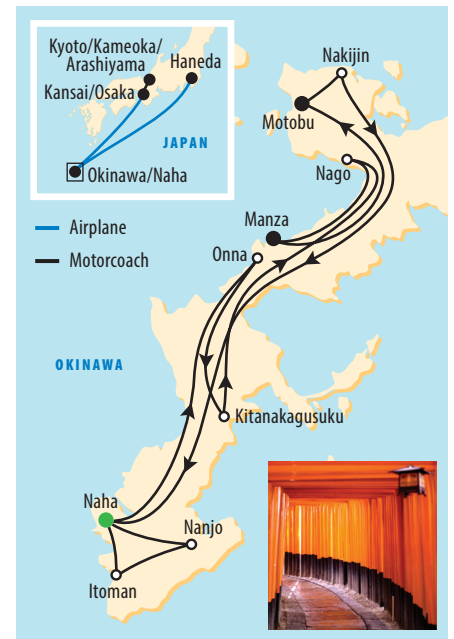 Kyoto/Kameoka/
Arashiyama
Haneda
Kansai/Osaka
JAPAN
Okinawa/Naha
Airplane
Motorcoach
Nakijin
Motobu
Nago
Manza
Onna
OKINAWA
Kitanakagusuku
Naha
Nanjo
Itoman